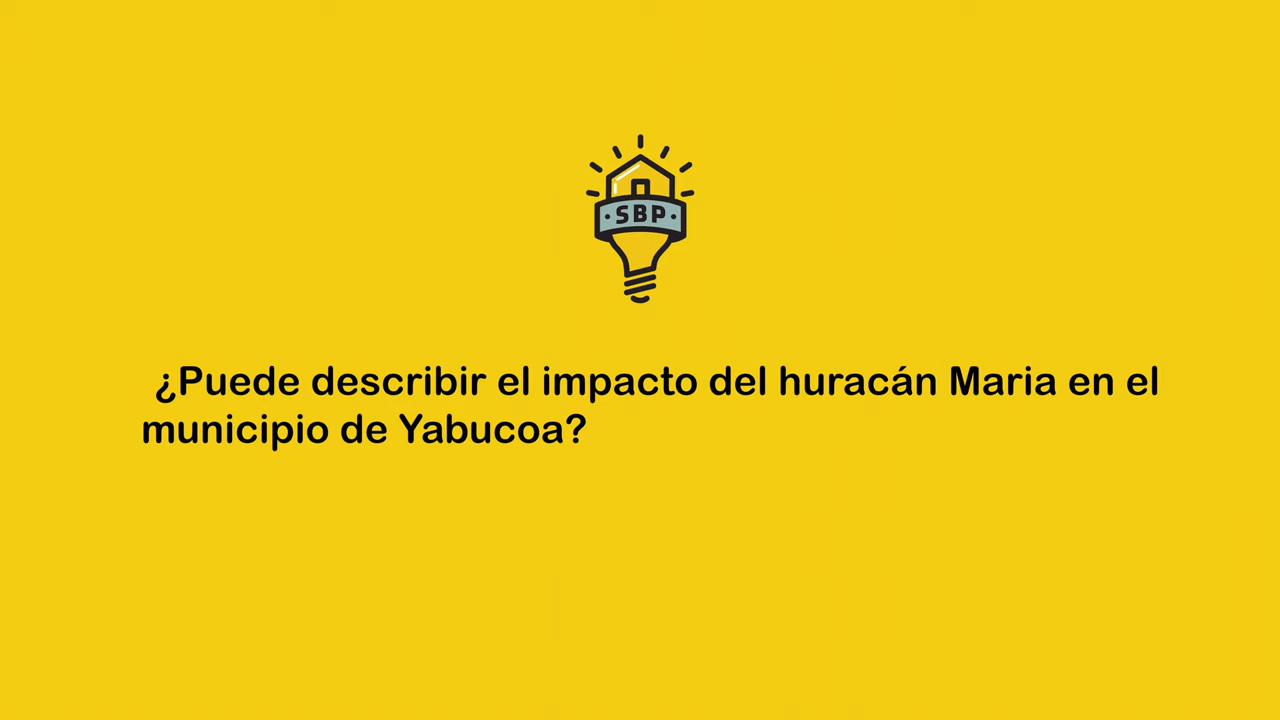 · SBP ·
¿Puede describir el impacto del huracán Maria en el
municipio de Yabucoa?